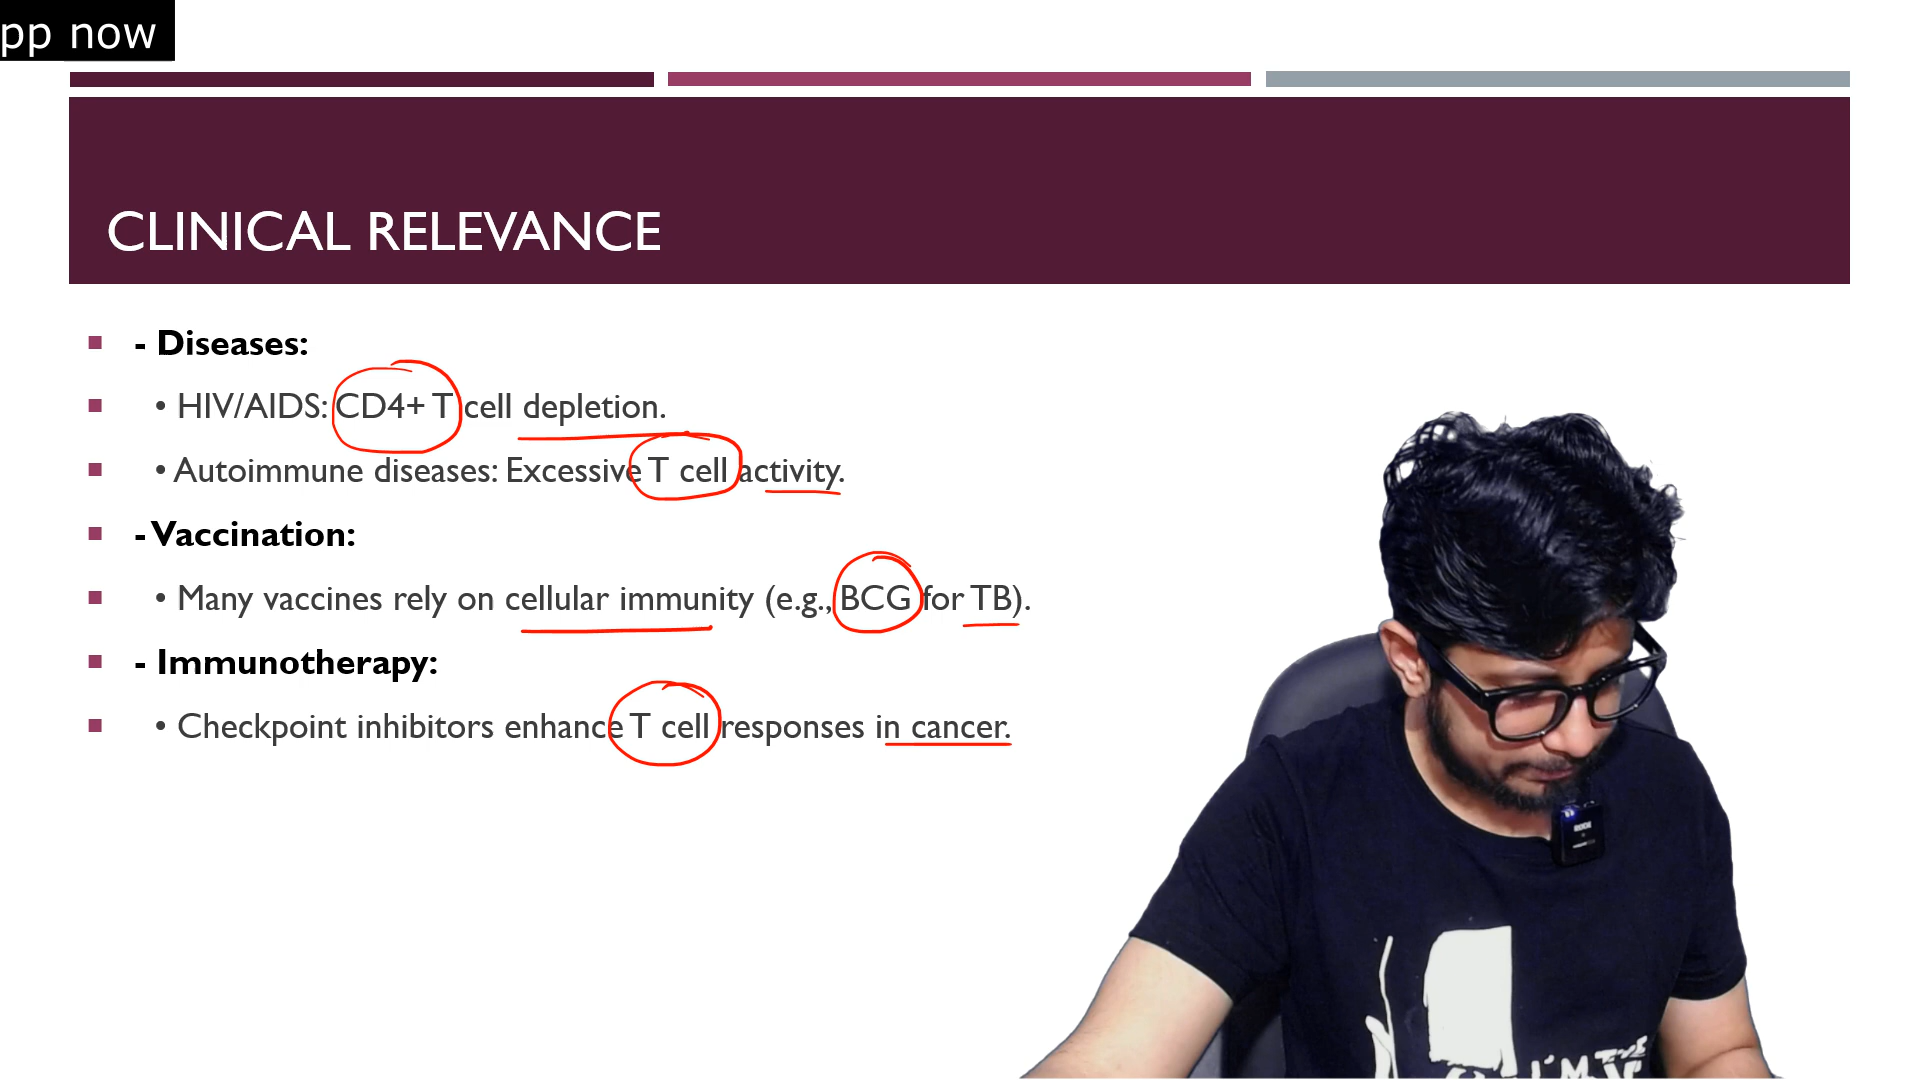 pp now
CLINICAL RELEVANCE
- Diseases:
• HIV/AIDS: CD4+ T cell depletion.
• Autoimmune diseases: Excessive T cell activity.
- Vaccination:
• Many vaccines rely on cellular immunity (e.g., BCG for TB).
- Immunotherapy:
• Checkpoint inhibitors enhance T cell responses in cancer.
I'M THE